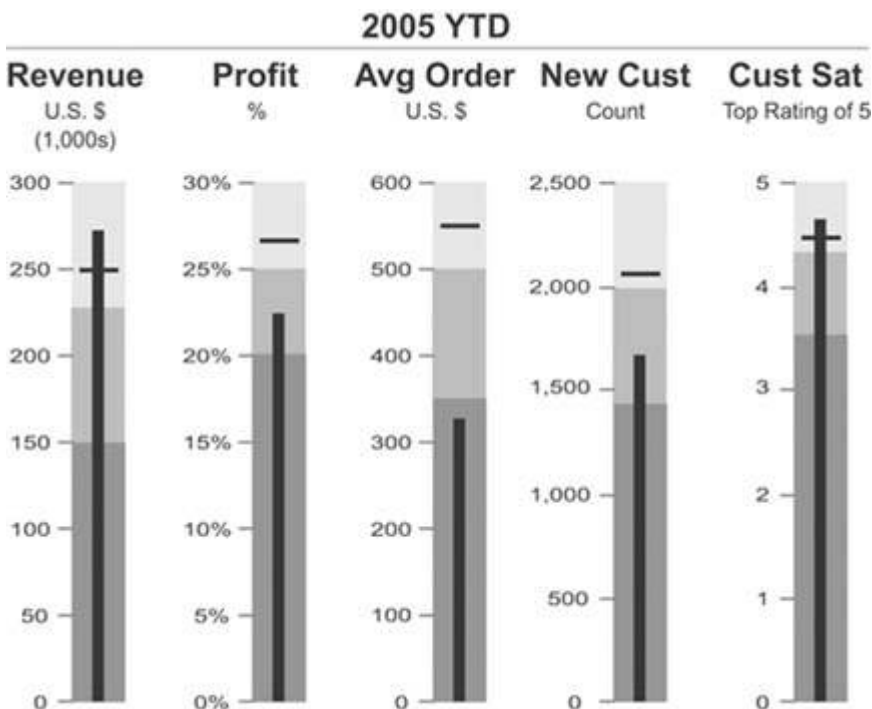 2005 YTD
Revenue Profit Avg Order New Cust Cust Sat
U.S. $ % U.S. $ Count Top Rating of 5
(1,000s)
300 30% 600 2,500 5
250 25% 500 2,000 4
200 20% 400 1,500 3
150 15% 300 1,000 2
100 10% 200 500 1
50 5% 100 0 0
0 0% 0